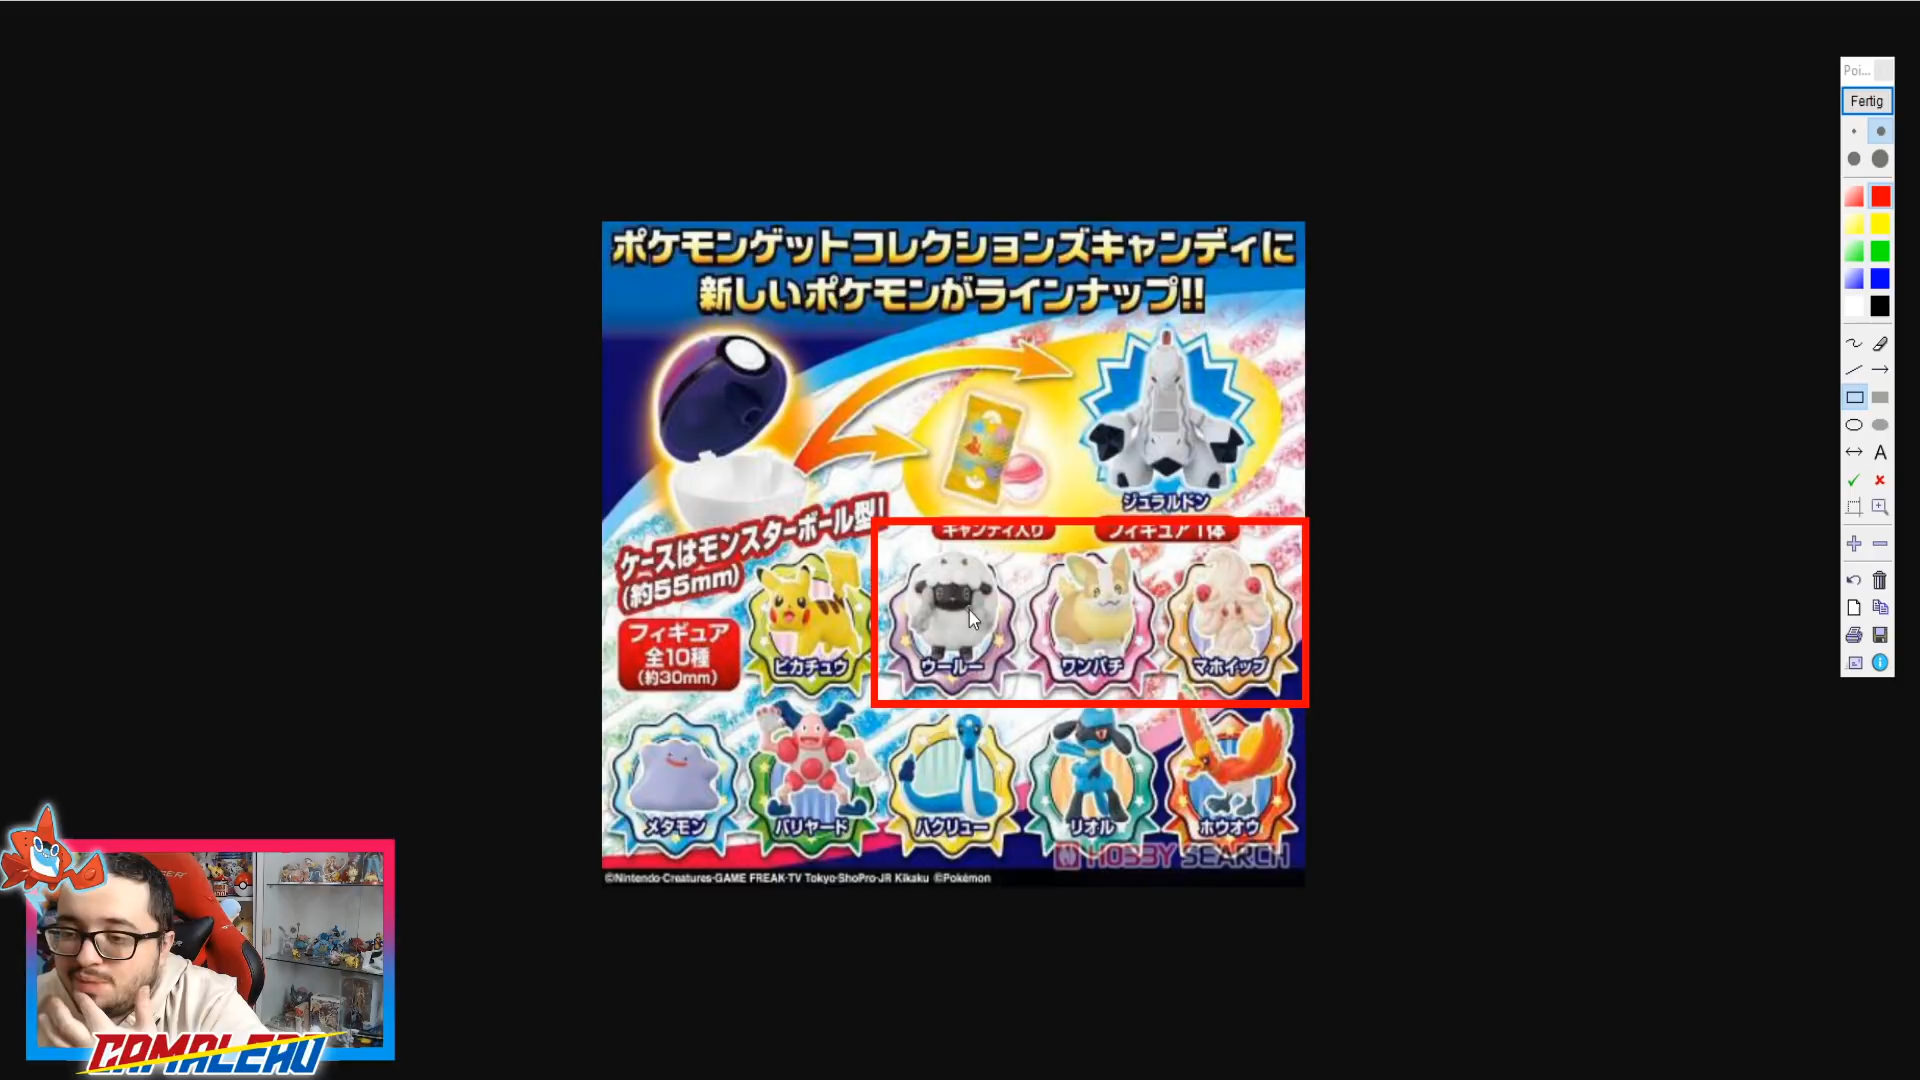 Poi...
Fertig
A
ポケモンゲットコレクションズキャンディに
新しいポケモンがラインナップ!!
ジュラルドン
キャンディ入り
フィギュア1体
ケースはモンスターボール型!
(約55mm)
フィギュア
全10種
(約30mm)
ピカチュウ
ウールー
ワンパチ
マホイップ
メタモン
バリヤード
ハクリュー
リオル
ホウオウ
HOBBY SEARCH
©Nintendo·Creatures·GAME FREAK·TV Tokyo·ShoPro·JR Kikaku ©Pokémon
CAMALEAO